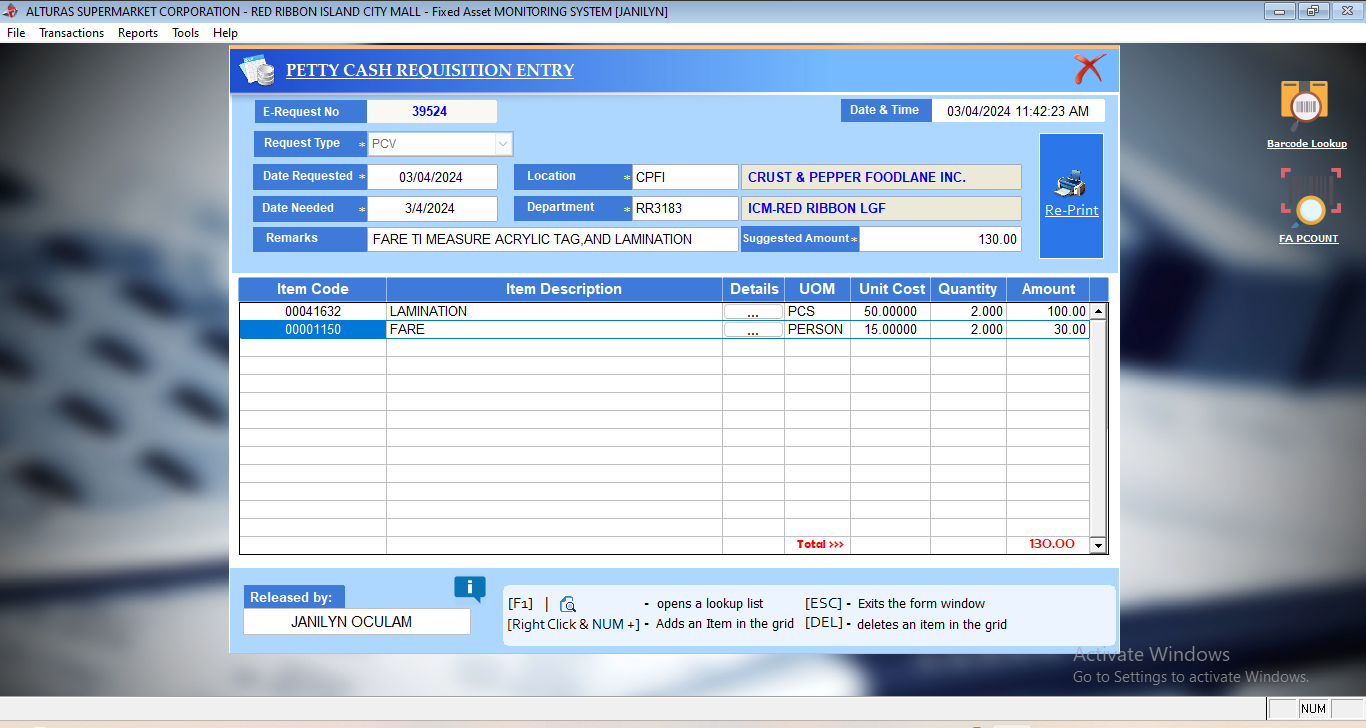 ALTURAS SUPERMARKET CORPORATION - RED RIBBON ISLAND CITY MALL - Fixed Asset MONITORING SYSTEM [JANILYN]
File Transactions Reports Tools Help
PETTY CASH REQUISITION ENTRY
E-Request No 39524 Date & Time 03/04/2024 11:42:23 AM
Request Type * PCV
Date Requested * 03/04/2024 Location * CPFI CRUST & PEPPER FOODLANE INC.
Date Needed * 3/4/2024 Department * RR3183 ICM-RED RIBBON LGF
Remarks FARE TI MEASURE ACRYLIC TAG,AND LAMINATION Suggested Amount* 130.00
Re-Print
Barcode Lookup
FA PCOUNT
Item Code Item Description Details UOM Unit Cost Quantity Amount
00041632 LAMINATION ... PCS 50.00000 2.000 100.00
00001150 FARE ... PERSON 15.00000 2.000 30.00
Total >>> 130.00
Released by:
JANILYN OCULAM
i
[F1] | - opens a lookup list [ESC] - Exits the form window
[Right Click & NUM +] - Adds an Item in the grid [DEL] - deletes an item in the grid
Activate Windows
Go to Settings to activate Windows.
NUM